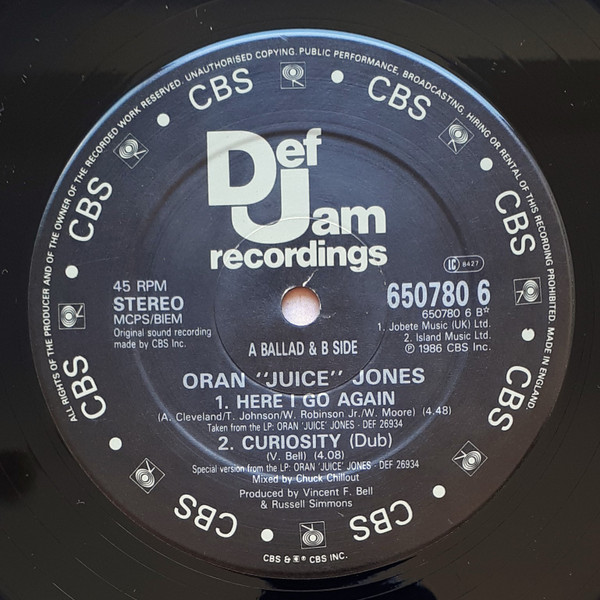 ALL RIGHTS OF THE PRODUCER AND OF THE OWNER OF THE RECORDED WORK RESERVED. UNAUTHORISED COPYING. PUBLIC PERFORMANCE, BROADCASTING, HIRING OR RENTAL OF THIS RECORDING PROHIBITED. MADE IN ENGLAND.
CBS
CBS
CBS
CBS
CBS
CBS
CBS
CBS
Def
Jam
recordings
45 RPM
STEREO
MCPS/BIEM
Original sound recording
made by CBS Inc.
LC 8427
650780 6
650780 6 B☆
1. Jobete Music (UK) Ltd.
2. Island Music Ltd.
Ⓟ 1986 CBS Inc.
A BALLAD & B SIDE
ORAN "JUICE" JONES
1. HERE I GO AGAIN
(A. Cleveland/T. Johnson/W. Robinson Jr./W. Moore) (4.48)
Taken from the LP: ORAN 'JUICE' JONES - DEF 26934
2. CURIOSITY (Dub)
(V. Bell) (4.08)
Special version from the LP: ORAN 'JUICE' JONES - DEF 26934
Mixed by Chuck Chillout
Produced by Vincent F. Bell
& Russell Simmons
CBS & ® CBS INC.